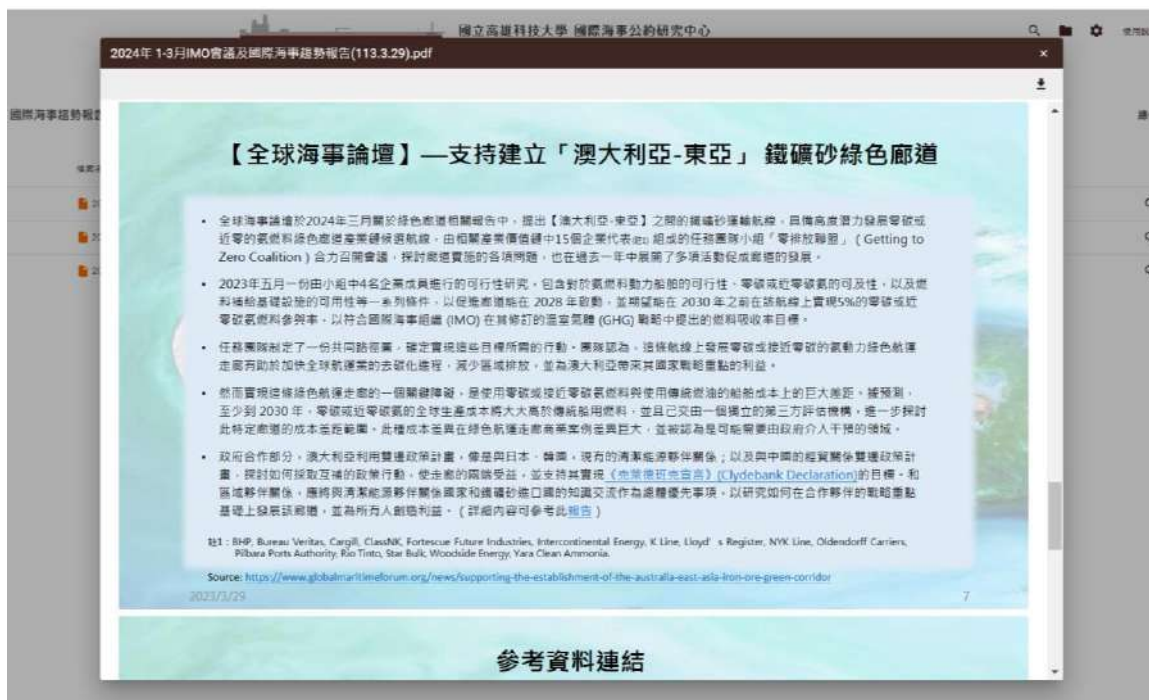 國立高雄科技大學 國際海事公約研究中心
2024年 1-3月IMO會議及國際海事趨勢報告(113.3.29).pdf
國際海事趨勢報
【全球海事論壇】—支持建立「澳大利亞-東亞」 鐵礦砂綠色廊道
• 全球海事論壇於2024年三月關於綠色廊道相關報告中，提出【澳大利亞-東亞】之間的鐵礦砂運輸航線，具備高度潛力發展零碳或
近零的氨燃料綠色廊道產業鏈候選航線，由相關產業價值鏈中15個企業代表(註1) 組成的任務團隊小組「零排放聯盟」( Getting to
Zero Coalition ) 合力召開會議，探討廊道實施的各項問題，也在過去一年中展開了多項活動促成廊道的發展。
• 2023年五月一份由小組中4名企業成員進行的可行性研究，包含對於氨燃料動力船舶的可行性、零碳或近零碳氨的可及性，以及燃
料補給基礎設施的可用性等一系列條件，以促進廊道能在 2028 年啟動，並期望能在 2030 年之前在該航線上實現5%的零碳或近
零碳氨燃料參與率，以符合國際海事組織 (IMO) 在其修訂的溫室氣體 (GHG) 戰略中提出的燃料吸收率目標。
• 任務團隊制定了一份共同路徑圖，確定實現這些目標所需的行動。團隊認為，這條航線上發展零碳或接近零碳的氨動力綠色航運
走廊有助於加快全球航運業的去碳化進程，減少區域排放，並為澳大利亞帶來其國家戰略重點的利益。
• 然而實現這條綠色航運走廊的一個關鍵障礙，是使用零碳或接近零碳氨燃料與使用傳統燃油的船舶成本上的巨大差距。據預測，
至少到 2030 年，零碳或近零碳氨的全球生產成本將大大高於傳統船用燃料，並且已交由一個獨立的第三方評估機構，進一步探討
此特定廊道的成本差距範圍。此種成本差異在綠色航運走廊商業案例差異巨大，並被認為是可能需要由政府介入干預的領域。
• 政府合作部分，澳大利亞利用雙邊政策計畫，像是與日本、韓國，現有的清潔能源夥伴關係；以及與中國的經貿關係雙邊政策計
畫，探討如何採取互補的政策行動，使走廊的兩端受益，並支持其實現《克萊德班克宣言》(Clydebank Declaration)的目標。和
區域夥伴關係，應將與清潔能源夥伴關係國家和鐵礦砂進口國的知識交流作為處理優先事項，以研究如何在合作夥伴的戰略重點
基礎上發展該廊道，並為所有人創造利益。( 詳細內容可參考此報告 )
註1：BHP, Bureau Veritas, Cargill, ClassNK, Fortescue Future Industries, Intercontinental Energy, K Line, Lloyd's Register, NYK Line, Oldendorff Carriers,
Pilbara Ports Authority, Rio Tinto, Star Bulk, Woodside Energy, Yara Clean Ammonia.
Source: https://www.globalmaritimeforum.org/news/supporting-the-establishment-of-the-australia-east-asia-iron-ore-green-corridor
2023/3/29
7
參考資料連結